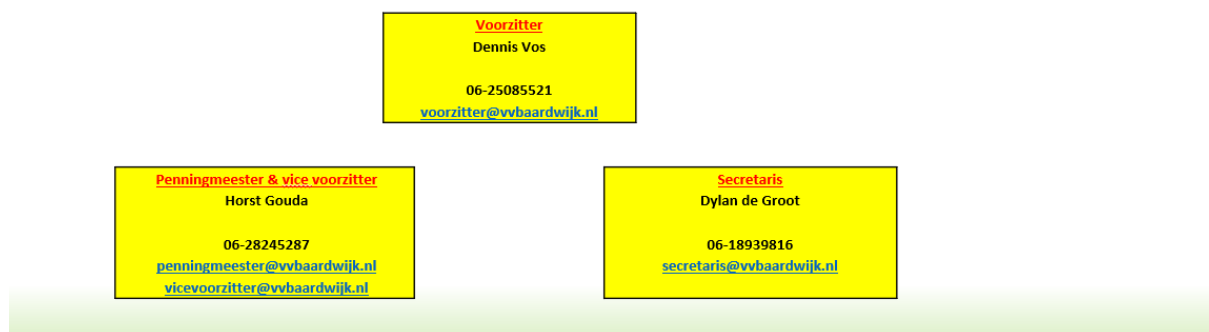 Voorzitter
Dennis Vos
06-25085521
voorzitter@vvbaardwijk.nl
Penningmeester & vice voorzitter
Horst Gouda
06-28245287
penningmeester@vvbaardwijk.nl
vicevoorzitter@vvbaardwijk.nl
Secretaris
Dylan de Groot
06-18939816
secretaris@vvbaardwijk.nl